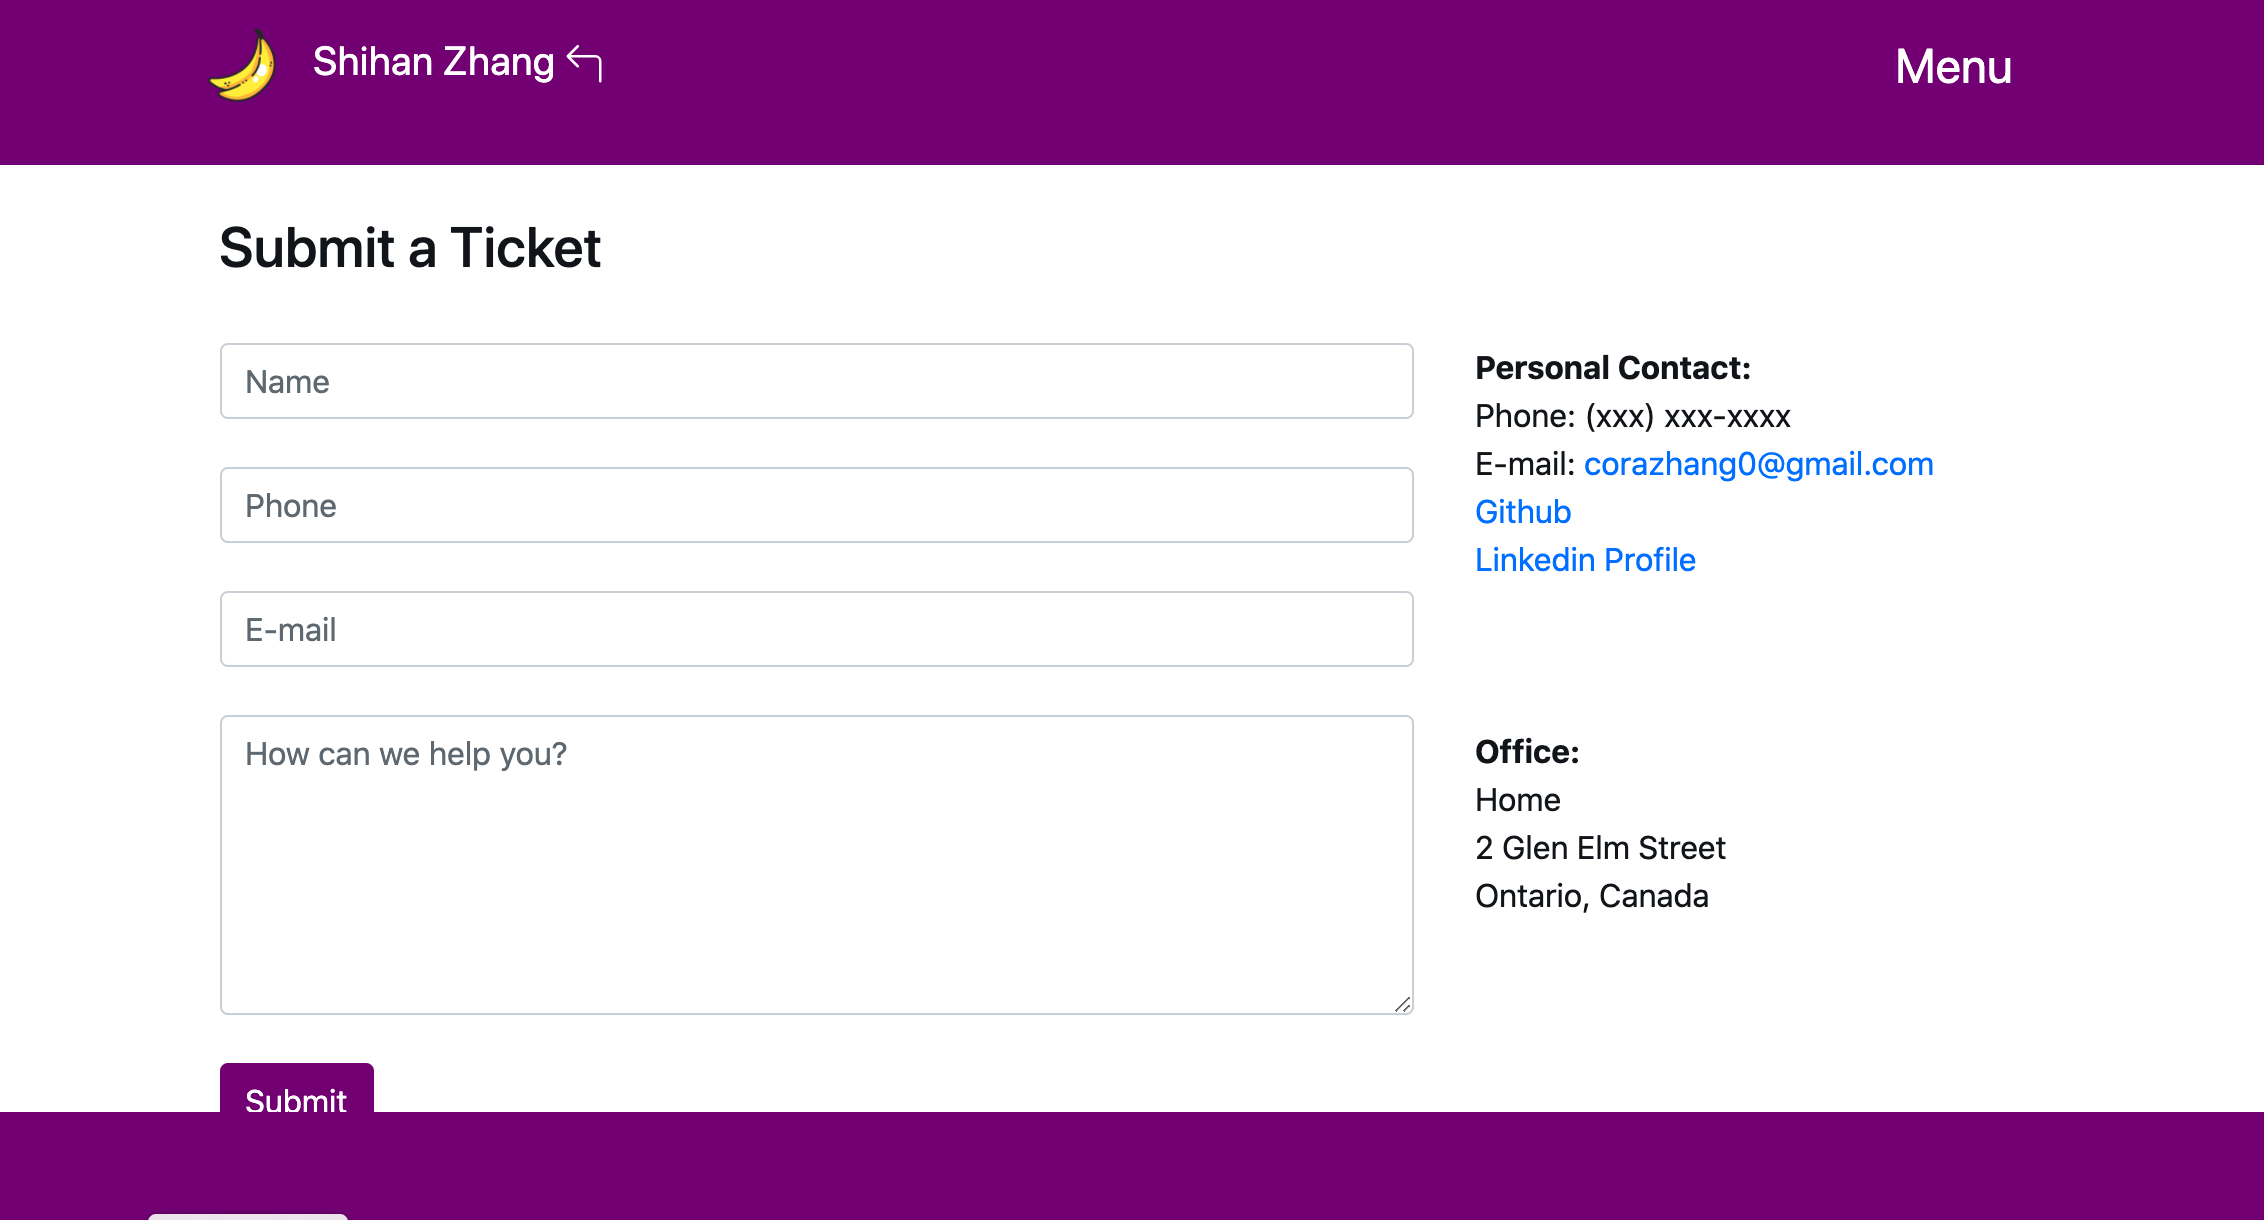 Shihan Zhang
Menu
Submit a Ticket
Name
Phone
E-mail
How can we help you?
Submit
Personal Contact:
Phone: (xxx) xxx-xxxx
E-mail: corazhang0@gmail.com
Github
Linkedin Profile
Office:
Home
2 Glen Elm Street
Ontario, Canada